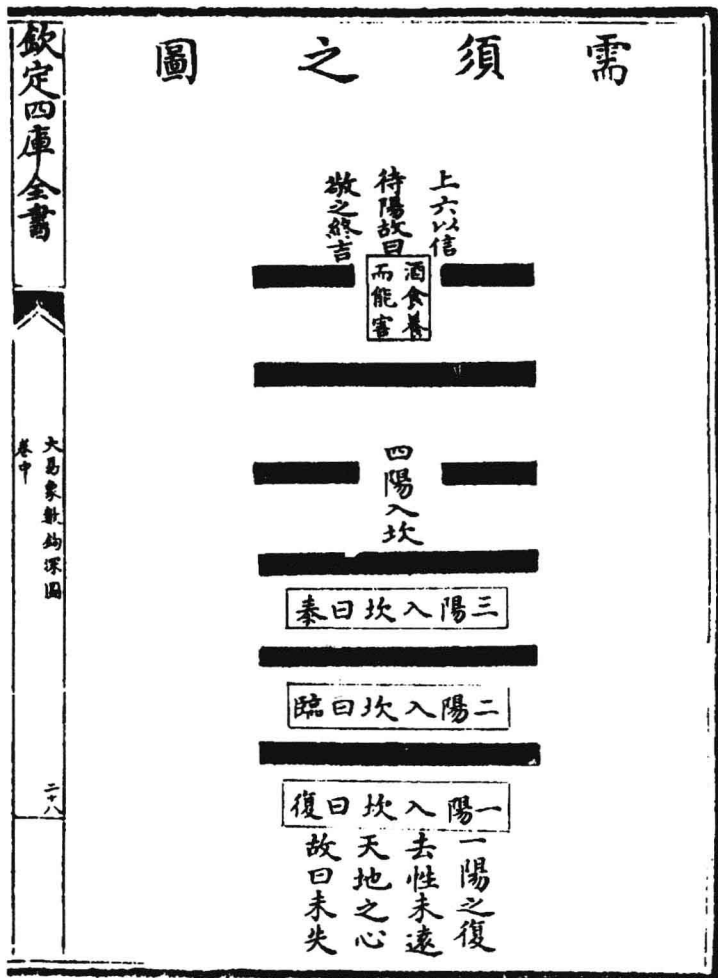 需須之圖
上六以信
待陽故曰
敬之終吉
酒食養
而能害
四陽入坎
三陽入坎曰泰
二陽入坎曰臨
一陽入坎曰復
一陽之復
去性未遠
天地之心
故曰未失
欽定四庫全書
大易象數鈎深圖
卷中
二十八